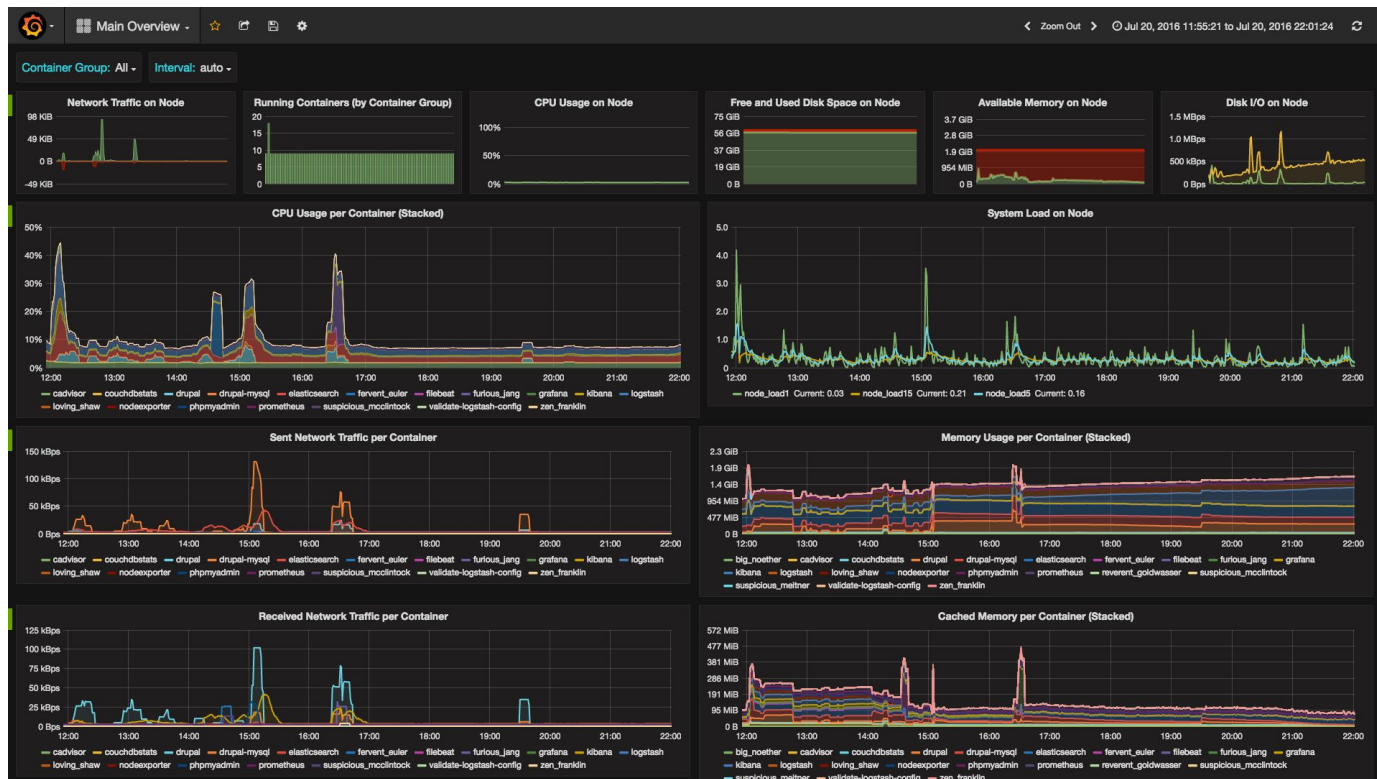 Main Overview
Zoom Out
Jul 20, 2016 11:55:21 to Jul 20, 2016 22:01:24
Container Group: All
Interval: auto
Network Traffic on Node
98 KiB
49 KiB
0 B
-49 KiB
Running Containers (by Container Group)
20
15
10
5
0
CPU Usage on Node
100%
50%
0%
Free and Used Disk Space on Node
75 GiB
56 GiB
37 GiB
19 GiB
0 B
Available Memory on Node
3.7 GiB
2.8 GiB
1.9 GiB
954 MiB
0 B
Disk I/O on Node
1.5 MBps
1.0 MBps
500 kBps
0 Bps
CPU Usage per Container (Stacked)
50%
40%
30%
20%
10%
0%
12:00 13:00 14:00 15:00 16:00 17:00 18:00 19:00 20:00 21:00 22:00
cadvisor couchdbstats drupal drupal-mysql elasticsearch fervent_euler filebeat furious_jang grafana kibana logstash
loving_shaw nodeexporter phpmyadmin prometheus suspicious_mcclintock validate-logstash-config zen_franklin
System Load on Node
5.0
4.0
3.0
2.0
1.0
0
12:00 13:00 14:00 15:00 16:00 17:00 18:00 19:00 20:00 21:00 22:00
node_load1 Current: 0.03 node_load15 Current: 0.21 node_load5 Current: 0.16
Sent Network Traffic per Container
150 kBps
100 kBps
50 kBps
0 Bps
12:00 13:00 14:00 15:00 16:00 17:00 18:00 19:00 20:00 21:00 22:00
cadvisor couchdbstats drupal drupal-mysql elasticsearch fervent_euler filebeat furious_jang grafana kibana logstash
loving_shaw nodeexporter phpmyadmin prometheus suspicious_mcclintock validate-logstash-config zen_franklin
Memory Usage per Container (Stacked)
2.3 GiB
1.9 GiB
1.4 GiB
954 MiB
477 MiB
0 B
12:00 13:00 14:00 15:00 16:00 17:00 18:00 19:00 20:00 21:00 22:00
big_noether cadvisor couchdbstats drupal drupal-mysql elasticsearch fervent_euler filebeat furious_jang grafana
kibana logstash loving_shaw nodeexporter phpmyadmin prometheus reverent_goldwasser suspicious_mcclintock
suspicious_meitner validate-logstash-config zen_franklin
Received Network Traffic per Container
125 kBps
100 kBps
75 kBps
50 kBps
25 kBps
0 Bps
12:00 13:00 14:00 15:00 16:00 17:00 18:00 19:00 20:00 21:00 22:00
cadvisor couchdbstats drupal drupal-mysql elasticsearch fervent_euler filebeat furious_jang grafana kibana logstash
loving_shaw nodeexporter phpmyadmin prometheus suspicious_mcclintock validate-logstash-config zen_franklin
Cached Memory per Container (Stacked)
572 MiB
477 MiB
381 MiB
286 MiB
191 MiB
95 MiB
0 B
12:00 13:00 14:00 15:00 16:00 17:00 18:00 19:00 20:00 21:00 22:00
big_noether cadvisor couchdbstats drupal drupal-mysql elasticsearch fervent_euler filebeat furious_jang grafana
kibana logstash loving_shaw nodeexporter phpmyadmin prometheus reverent_goldwasser suspicious_mcclintock
suspicious_meitner validate-logstash-config zen_franklin